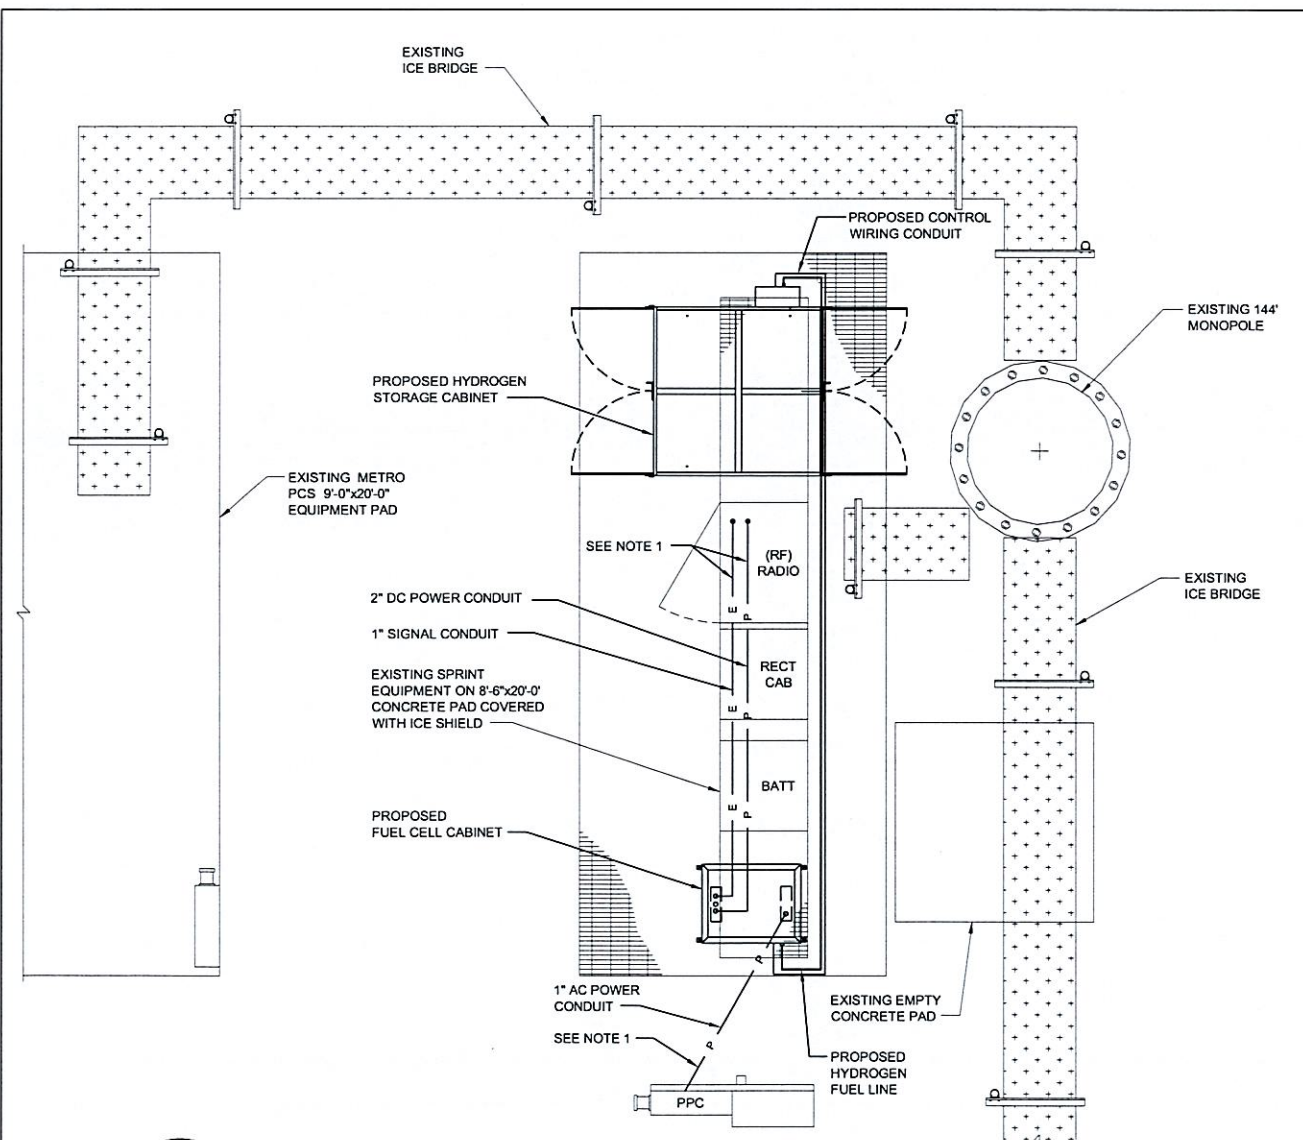 EXISTING
ICE BRIDGE
PROPOSED CONTROL
WIRING CONDUIT
EXISTING 144'
MONOPOLE
PROPOSED HYDROGEN
STORAGE CABINET
EXISTING METRO
PCS 9'-0"x20'-0"
EQUIPMENT PAD
SEE NOTE 1
(RF)
RADIO
2" DC POWER CONDUIT
1" SIGNAL CONDUIT
E
P
RECT
CAB
EXISTING
ICE BRIDGE
EXISTING SPRINT
EQUIPMENT ON 8'-6"x20'-0'
CONCRETE PAD COVERED
WITH ICE SHIELD
E
P
BATT
E
P
PROPOSED
FUEL CELL CABINET
P
1" AC POWER
CONDUIT
EXISTING EMPTY
CONCRETE PAD
SEE NOTE 1
P
PROPOSED
HYDROGEN
FUEL LINE
PPC